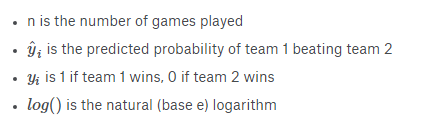 • n is the number of games played
• ŷᵢ is the predicted probability of team 1 beating team 2
• yᵢ is 1 if team 1 wins, 0 if team 2 wins
• log() is the natural (base e) logarithm